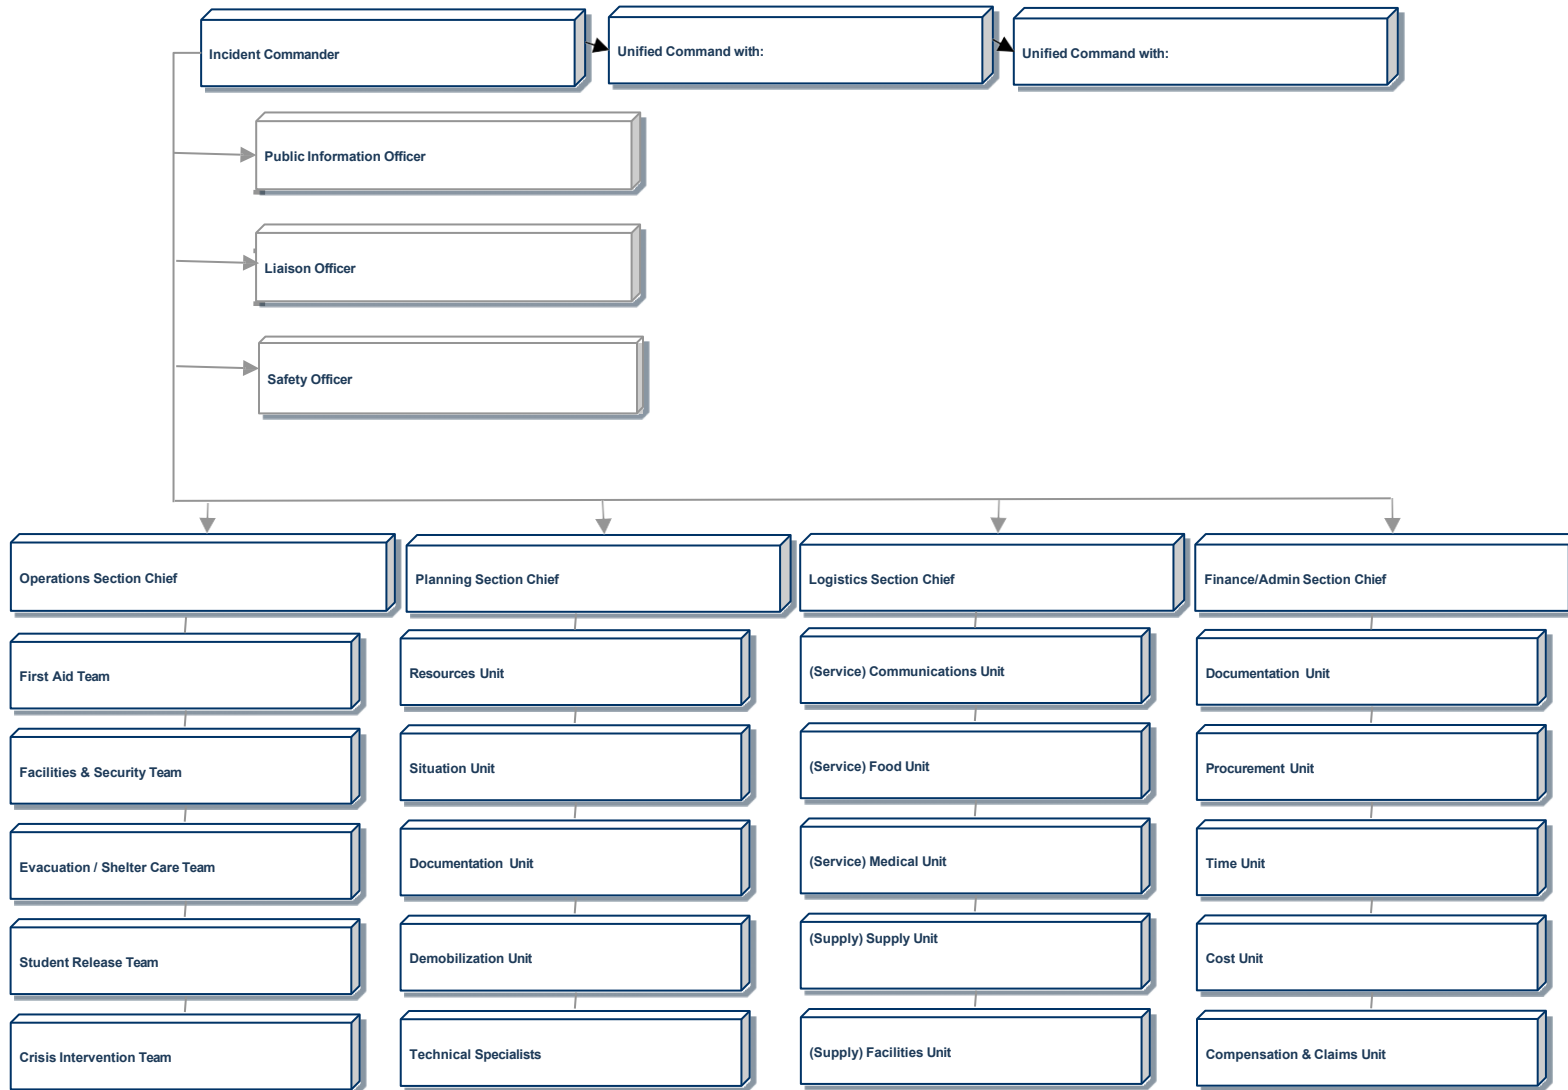 Incident Commander
Unified Command with:
Unified Command with:
Public Information Officer
Liaison Officer
Safety Officer
Operations Section Chief
Planning Section Chief
Logistics Section Chief
Finance/Admin Section Chief
First Aid Team
Resources Unit
(Service) Communications Unit
Documentation Unit
Facilities & Security Team
Situation Unit
(Service) Food Unit
Procurement Unit
Evacuation / Shelter Care Team
Documentation Unit
(Service) Medical Unit
Time Unit
Student Release Team
Demobilization Unit
(Supply) Supply Unit
Cost Unit
Crisis Intervention Team
Technical Specialists
(Supply) Facilities Unit
Compensation & Claims Unit